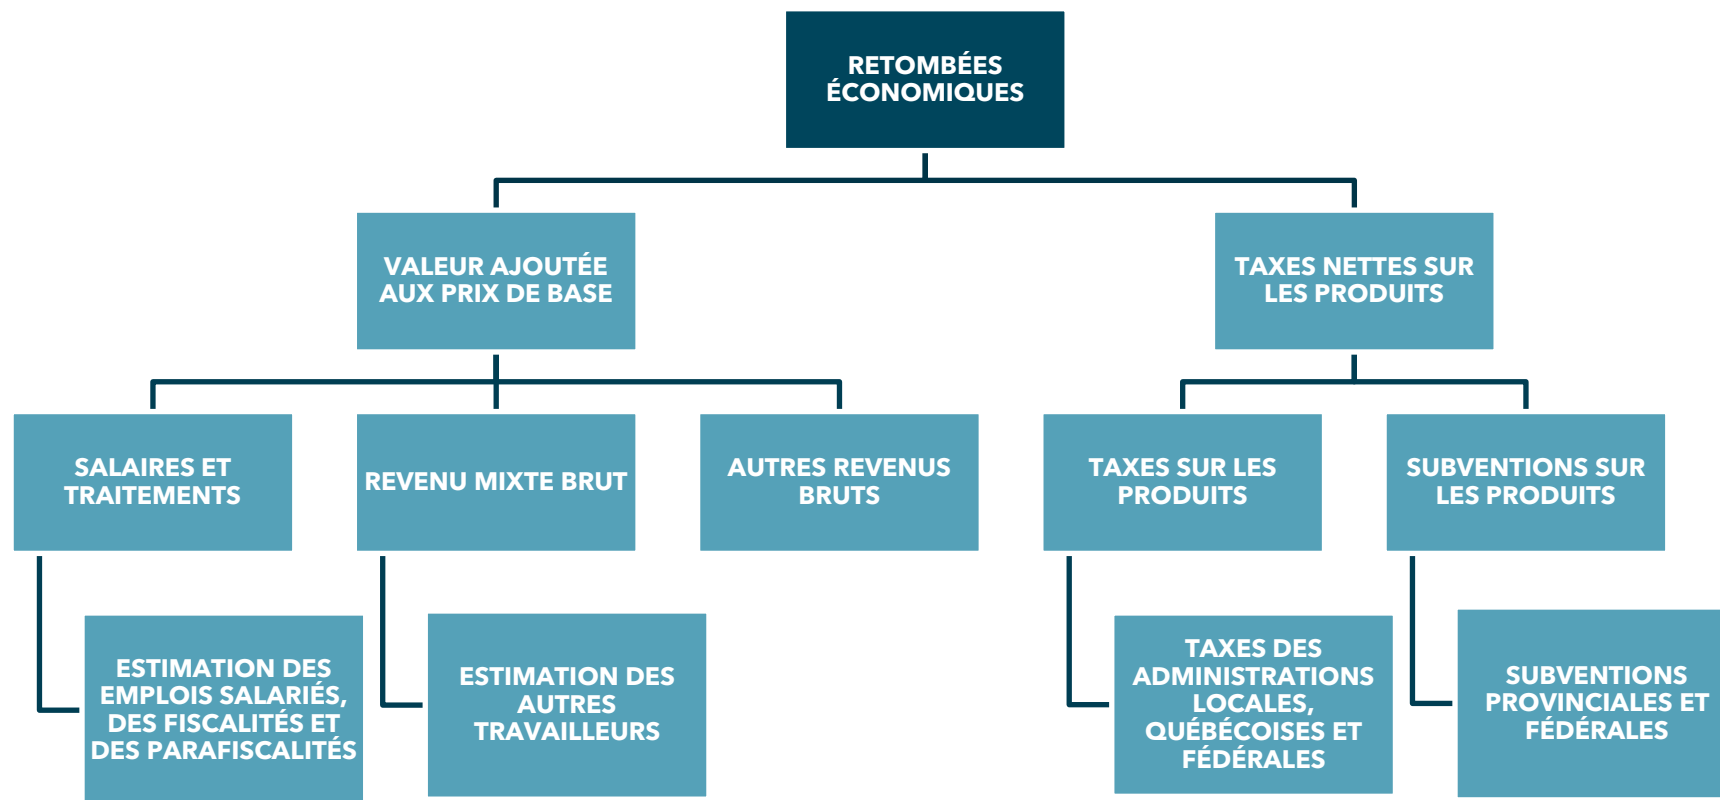 RETOMBÉES
ÉCONOMIQUES
VALEUR AJOUTÉE
AUX PRIX DE BASE
TAXES NETTES SUR
LES PRODUITS
SALAIRES ET
TRAITEMENTS
REVENU MIXTE BRUT
AUTRES REVENUS
BRUTS
TAXES SUR LES
PRODUITS
SUBVENTIONS SUR
LES PRODUITS
ESTIMATION DES
EMPLOIS SALARIÉS,
DES FISCALITÉS ET
DES PARAFISCALITÉS
ESTIMATION DES
AUTRES
TRAVAILLEURS
TAXES DES
ADMINISTRATIONS
LOCALES,
QUÉBÉCOISES ET
FÉDÉRALES
SUBVENTIONS
PROVINCIALES ET
FÉDÉRALES